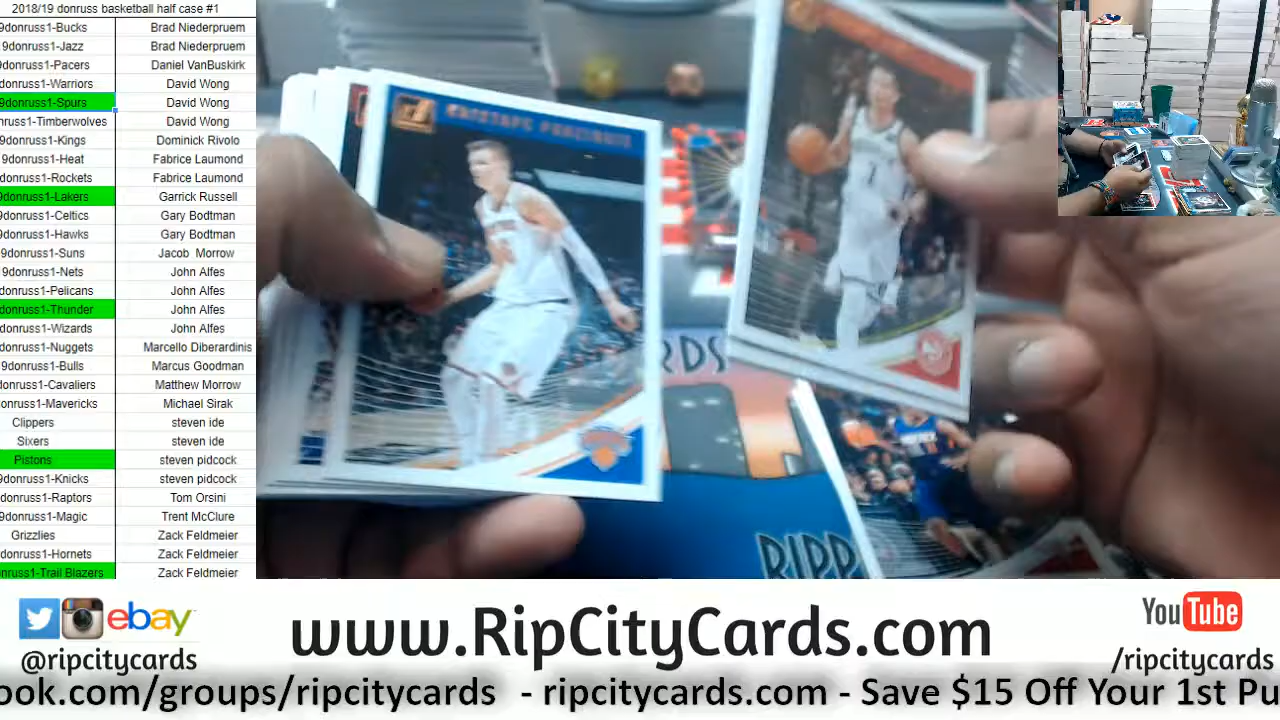 2018/19 donruss basketball half case #1
9donruss1-Bucks Brad Niederpruem
9donruss1-Jazz Brad Niederpruem
9donruss1-Pacers Daniel VanBuskirk
donruss1-Warriors David Wong
9donruss1-Spurs David Wong
nruss1-Timberwolves David Wong
9donruss1-Kings Dominick Rivolo
9donruss1-Heat Fabrice Laumond
donruss1-Rockets Fabrice Laumond
9donruss1-Lakers Garrick Russell
donruss1-Celtics Gary Bodtman
donruss1-Hawks Gary Bodtman
9donruss1-Suns Jacob Morrow
9donruss1-Nets John Alfes
donruss1-Pelicans John Alfes
donruss1-Thunder John Alfes
donruss1-Wizards John Alfes
donruss1-Nuggets Marcello Diberardinis
9donruss1-Bulls Marcus Goodman
donruss1-Cavaliers Matthew Morrow
onruss1-Mavericks Michael Sirak
Clippers steven ide
Sixers steven ide
Pistons steven pidcock
9donruss1-Knicks steven pidcock
donruss1-Raptors Tom Orsini
9donruss1-Magic Trent McClure
Grizzlies Zack Feldmeier
donruss1-Hornets Zack Feldmeier
nruss1-Trail Blazers Zack Feldmeier
KRISTAPS PORZINGIS
1
RDS
RIPP
ebay
@ripcitycards
www.RipCityCards.com
YouTube
/ripcitycards
ook.com/groups/ripcitycards - ripcitycards.com - Save $15 Off Your 1st Pu